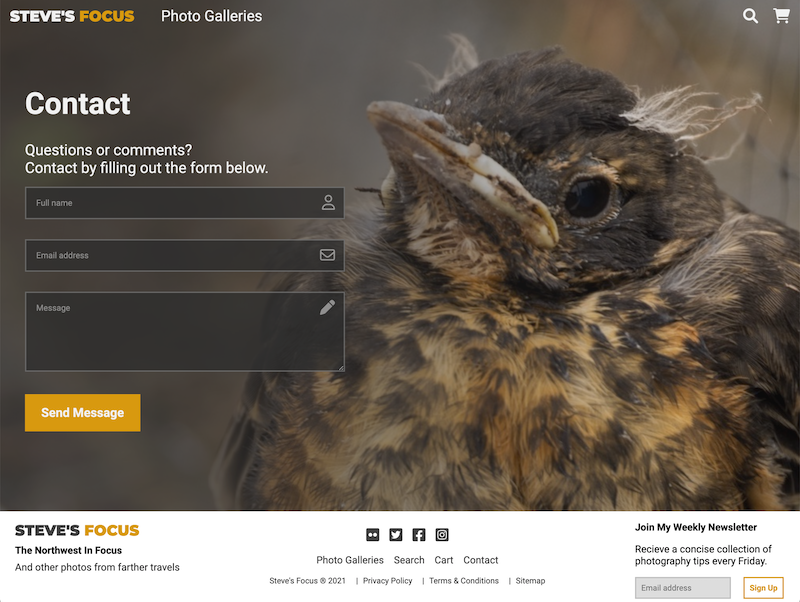 STEVE'S FOCUS
Photo Galleries
Contact
Questions or comments?
Contact by filling out the form below.
Full name
Email address
Message
Send Message
STEVE'S FOCUS
The Northwest In Focus
And other photos from farther travels
Photo Galleries Search Cart Contact
Steve's Focus ® 2021 | Privacy Policy | Terms & Conditions | Sitemap
Join My Weekly Newsletter
Recieve a concise collection of
photography tips every Friday.
Email address
Sign Up